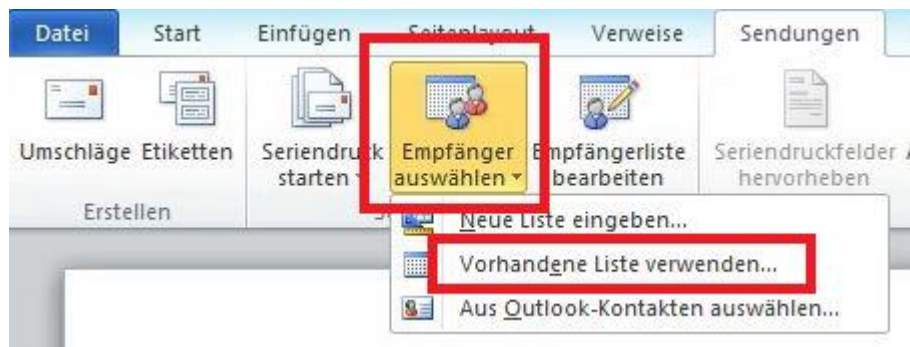 Datei Start Einfügen Seitenlayout Verweise Sendungen
Umschläge Etiketten Seriendruck starten Empfänger auswählen Empfängerliste bearbeiten Seriendruckfelder hervorheben
Erstellen
Neue Liste eingeben...
Vorhandene Liste verwenden...
Aus Outlook-Kontakten auswählen...